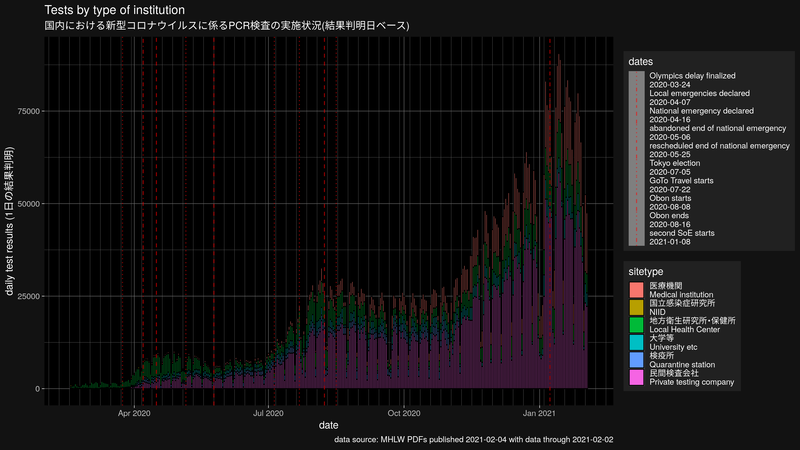 Tests by type of institution
国内における新型コロナウイルスに係るPCR検査の実施状況(結果判明日ベース)
daily test results (1日の結果判明)
75000
50000
25000
0
Apr 2020
Jul 2020
Oct 2020
Jan 2021
date
data source: MHLW PDFs published 2021-02-04 with data through 2021-02-02
dates
Olympics delay finalized
2020-03-24
Local emergencies declared
2020-04-07
National emergency declared
2020-04-16
abandoned end of national emergency
2020-05-06
rescheduled end of national emergency
2020-05-25
Tokyo election
2020-07-05
GoTo Travel starts
2020-07-22
Obon starts
2020-08-08
Obon ends
2020-08-16
second SoE starts
2021-01-08
sitetype
医療機関
Medical institution
国立感染症研究所
NIID
地方衛生研究所・保健所
Local Health Center
大学等
University etc
検疫所
Quarantine station
民間検査会社
Private testing company